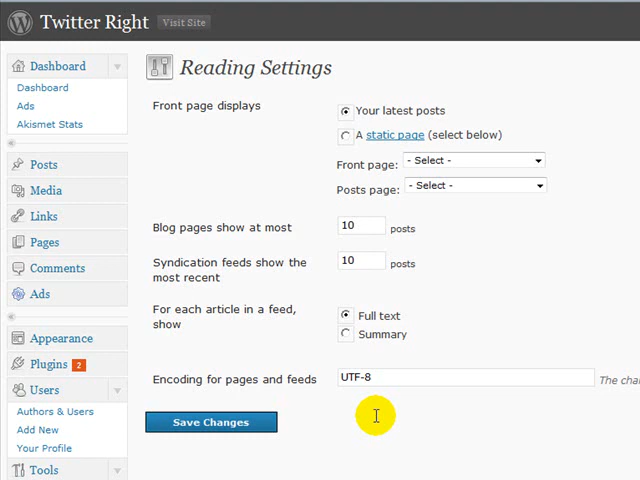 Twitter Right Visit Site
Dashboard
Dashboard
Ads
Akismet Stats
Posts
Media
Links
Pages
Comments
Ads
Appearance
Plugins 2
Users
Authors & Users
Add New
Your Profile
Tools
Reading Settings
Front page displays
Your latest posts
A static page (select below)
Front page: - Select -
Posts page: - Select -
Blog pages show at most 10 posts
Syndication feeds show the
most recent
10 posts
For each article in a feed,
show
Full text
Summary
Encoding for pages and feeds UTF-8 The cha
Save Changes